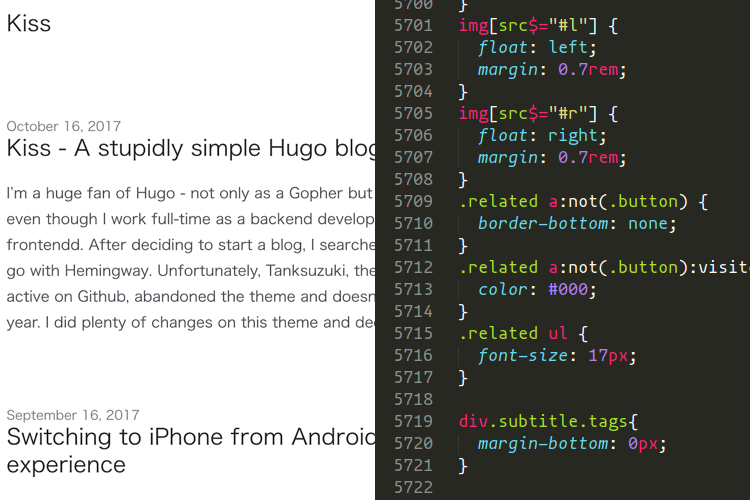 Kiss
October 16, 2017
Kiss - A stupidly simple Hugo blog
I'm a huge fan of Hugo - not only as a Gopher but
even though I work full-time as a backend develop
frontendd. After deciding to start a blog, I searche
go with Hemingway. Unfortunately, Tanksuzuki, the
active on Github, abandoned the theme and doesn
year. I did plenty of changes on this theme and de
September 16, 2017
Switching to iPhone from Android
experience
5700 }
5701 img[src$="#l"] {
5702 float: left;
5703 margin: 0.7rem;
5704 }
5705 img[src$="#r"] {
5706 float: right;
5707 margin: 0.7rem;
5708 }
5709 .related a:not(.button) {
5710 border-bottom: none;
5711 }
5712 .related a:not(.button):visit
5713 color: #000;
5714 }
5715 .related ul {
5716 font-size: 17px;
5717 }
5718
5719 div.subtitle.tags{
5720 margin-bottom: 0px;
5721 }
5722